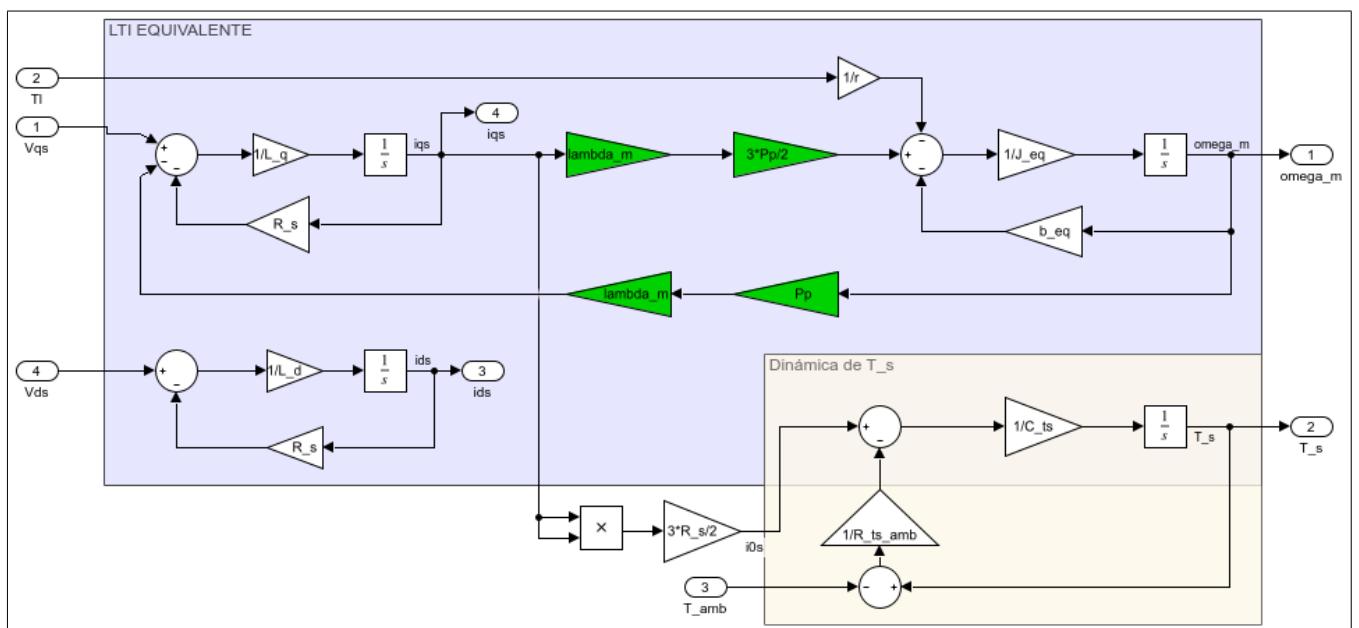 LTI EQUIVALENTE
2
Tl
1/r
1
Vqs
4
iqs
+
−
−
1/L_q
1
s
iqs
lambda_m
3*Pp/2
−
+
−
1/J_eq
1
s
omega_m
1
omega_m
R_s
b_eq
lambda_m
Pp
4
Vds
+
−
1/L_d
1
s
ids
3
ids
R_s
Dinámica de T_s
+
−
1/C_ts
1
s
T_s
2
T_s
×
3*R_s/2
i0s
1/R_ts_amb
3
T_amb
−
+